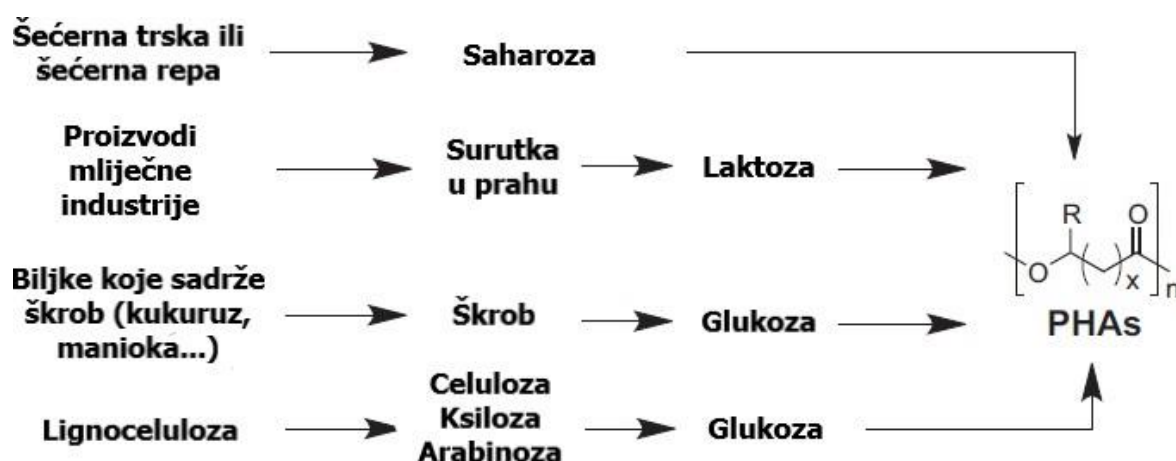 Šećerna trska ili
šećerna repa
Saharoza
Proizvodi
mliječne
industrije
Surutka
u prahu
Laktoza
R
O
O
x
n
PHAs
Biljke koje sadrže
škrob (kukuruz,
manioka...)
Škrob
Glukoza
Lignoceluloza
Celuloza
Ksiloza
Arabinoza
Glukoza